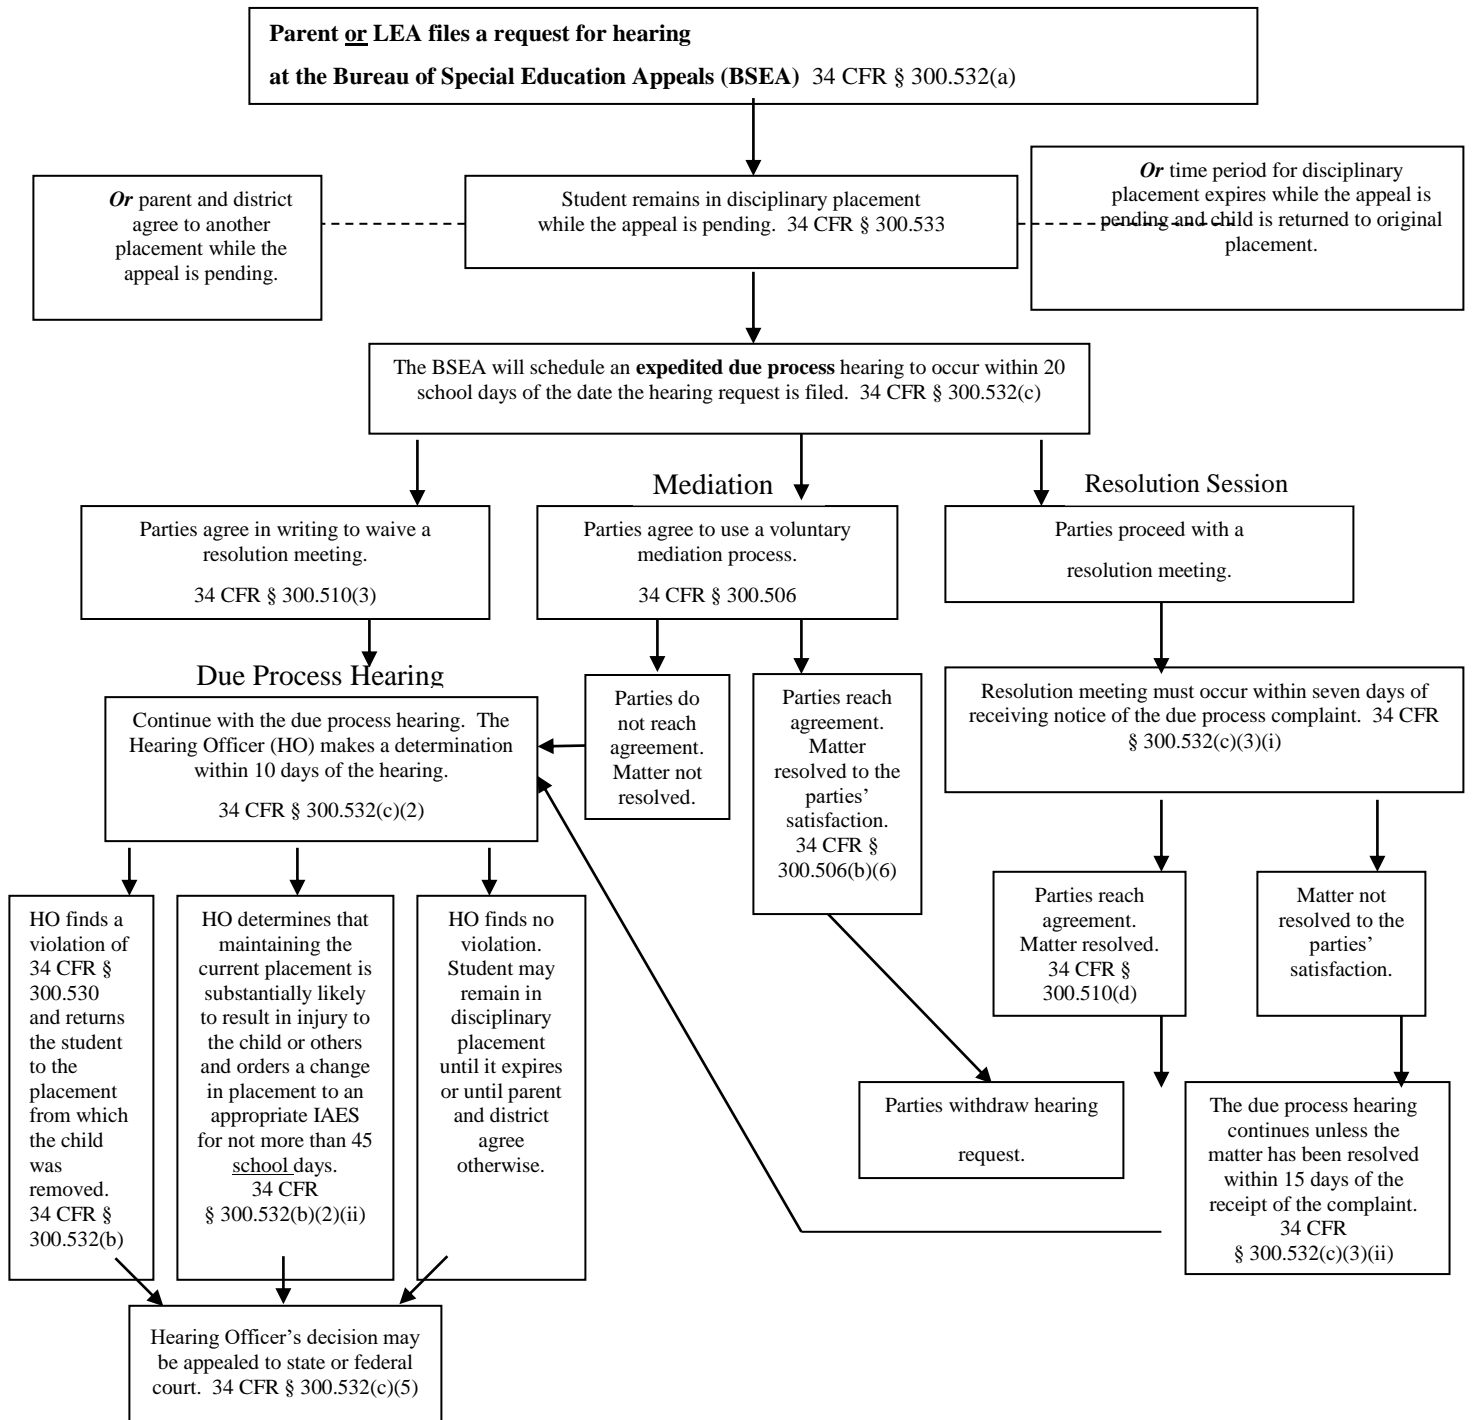 Parent or LEA files a request for hearing
at the Bureau of Special Education Appeals (BSEA) 34 CFR § 300.532(a)
Or parent and district
agree to another
placement while the
appeal is pending.
Student remains in disciplinary placement
while the appeal is pending. 34 CFR § 300.533
Or time period for disciplinary
placement expires while the appeal is
pending and child is returned to original
placement.
The BSEA will schedule an expedited due process hearing to occur within 20
school days of the date the hearing request is filed. 34 CFR § 300.532(c)
Parties agree in writing to waive a
resolution meeting.
34 CFR § 300.510(3)
Mediation
Parties agree to use a voluntary
mediation process.
34 CFR § 300.506
Resolution Session
Parties proceed with a
resolution meeting.
Due Process Hearing
Continue with the due process hearing. The
Hearing Officer (HO) makes a determination
within 10 days of the hearing.
34 CFR § 300.532(c)(2)
Parties do
not reach
agreement.
Matter not
resolved.
Parties reach
agreement.
Matter
resolved to the
parties’
satisfaction.
34 CFR §
300.506(b)(6)
Resolution meeting must occur within seven days of
receiving notice of the due process complaint. 34 CFR
§ 300.532(c)(3)(i)
Parties reach
agreement.
Matter resolved.
34 CFR §
300.510(d)
Matter not
resolved to the
parties’
satisfaction.
HO finds a
violation of
34 CFR §
300.530
and returns
the student
to the
placement
from which
the child
was
removed.
34 CFR §
300.532(b)
HO determines that
maintaining the
current placement is
substantially likely
to result in injury to
the child or others
and orders a change
in placement to an
appropriate IAES
for not more than 45
school days.
34 CFR
§ 300.532(b)(2)(ii)
HO finds no
violation.
Student may
remain in
disciplinary
placement
until it expires
or until parent
and district
agree
otherwise.
Parties withdraw hearing
request.
The due process hearing
continues unless the
matter has been resolved
within 15 days of the
receipt of the complaint.
34 CFR
§ 300.532(c)(3)(ii)
Hearing Officer’s decision may
be appealed to state or federal
court. 34 CFR § 300.532(c)(5)